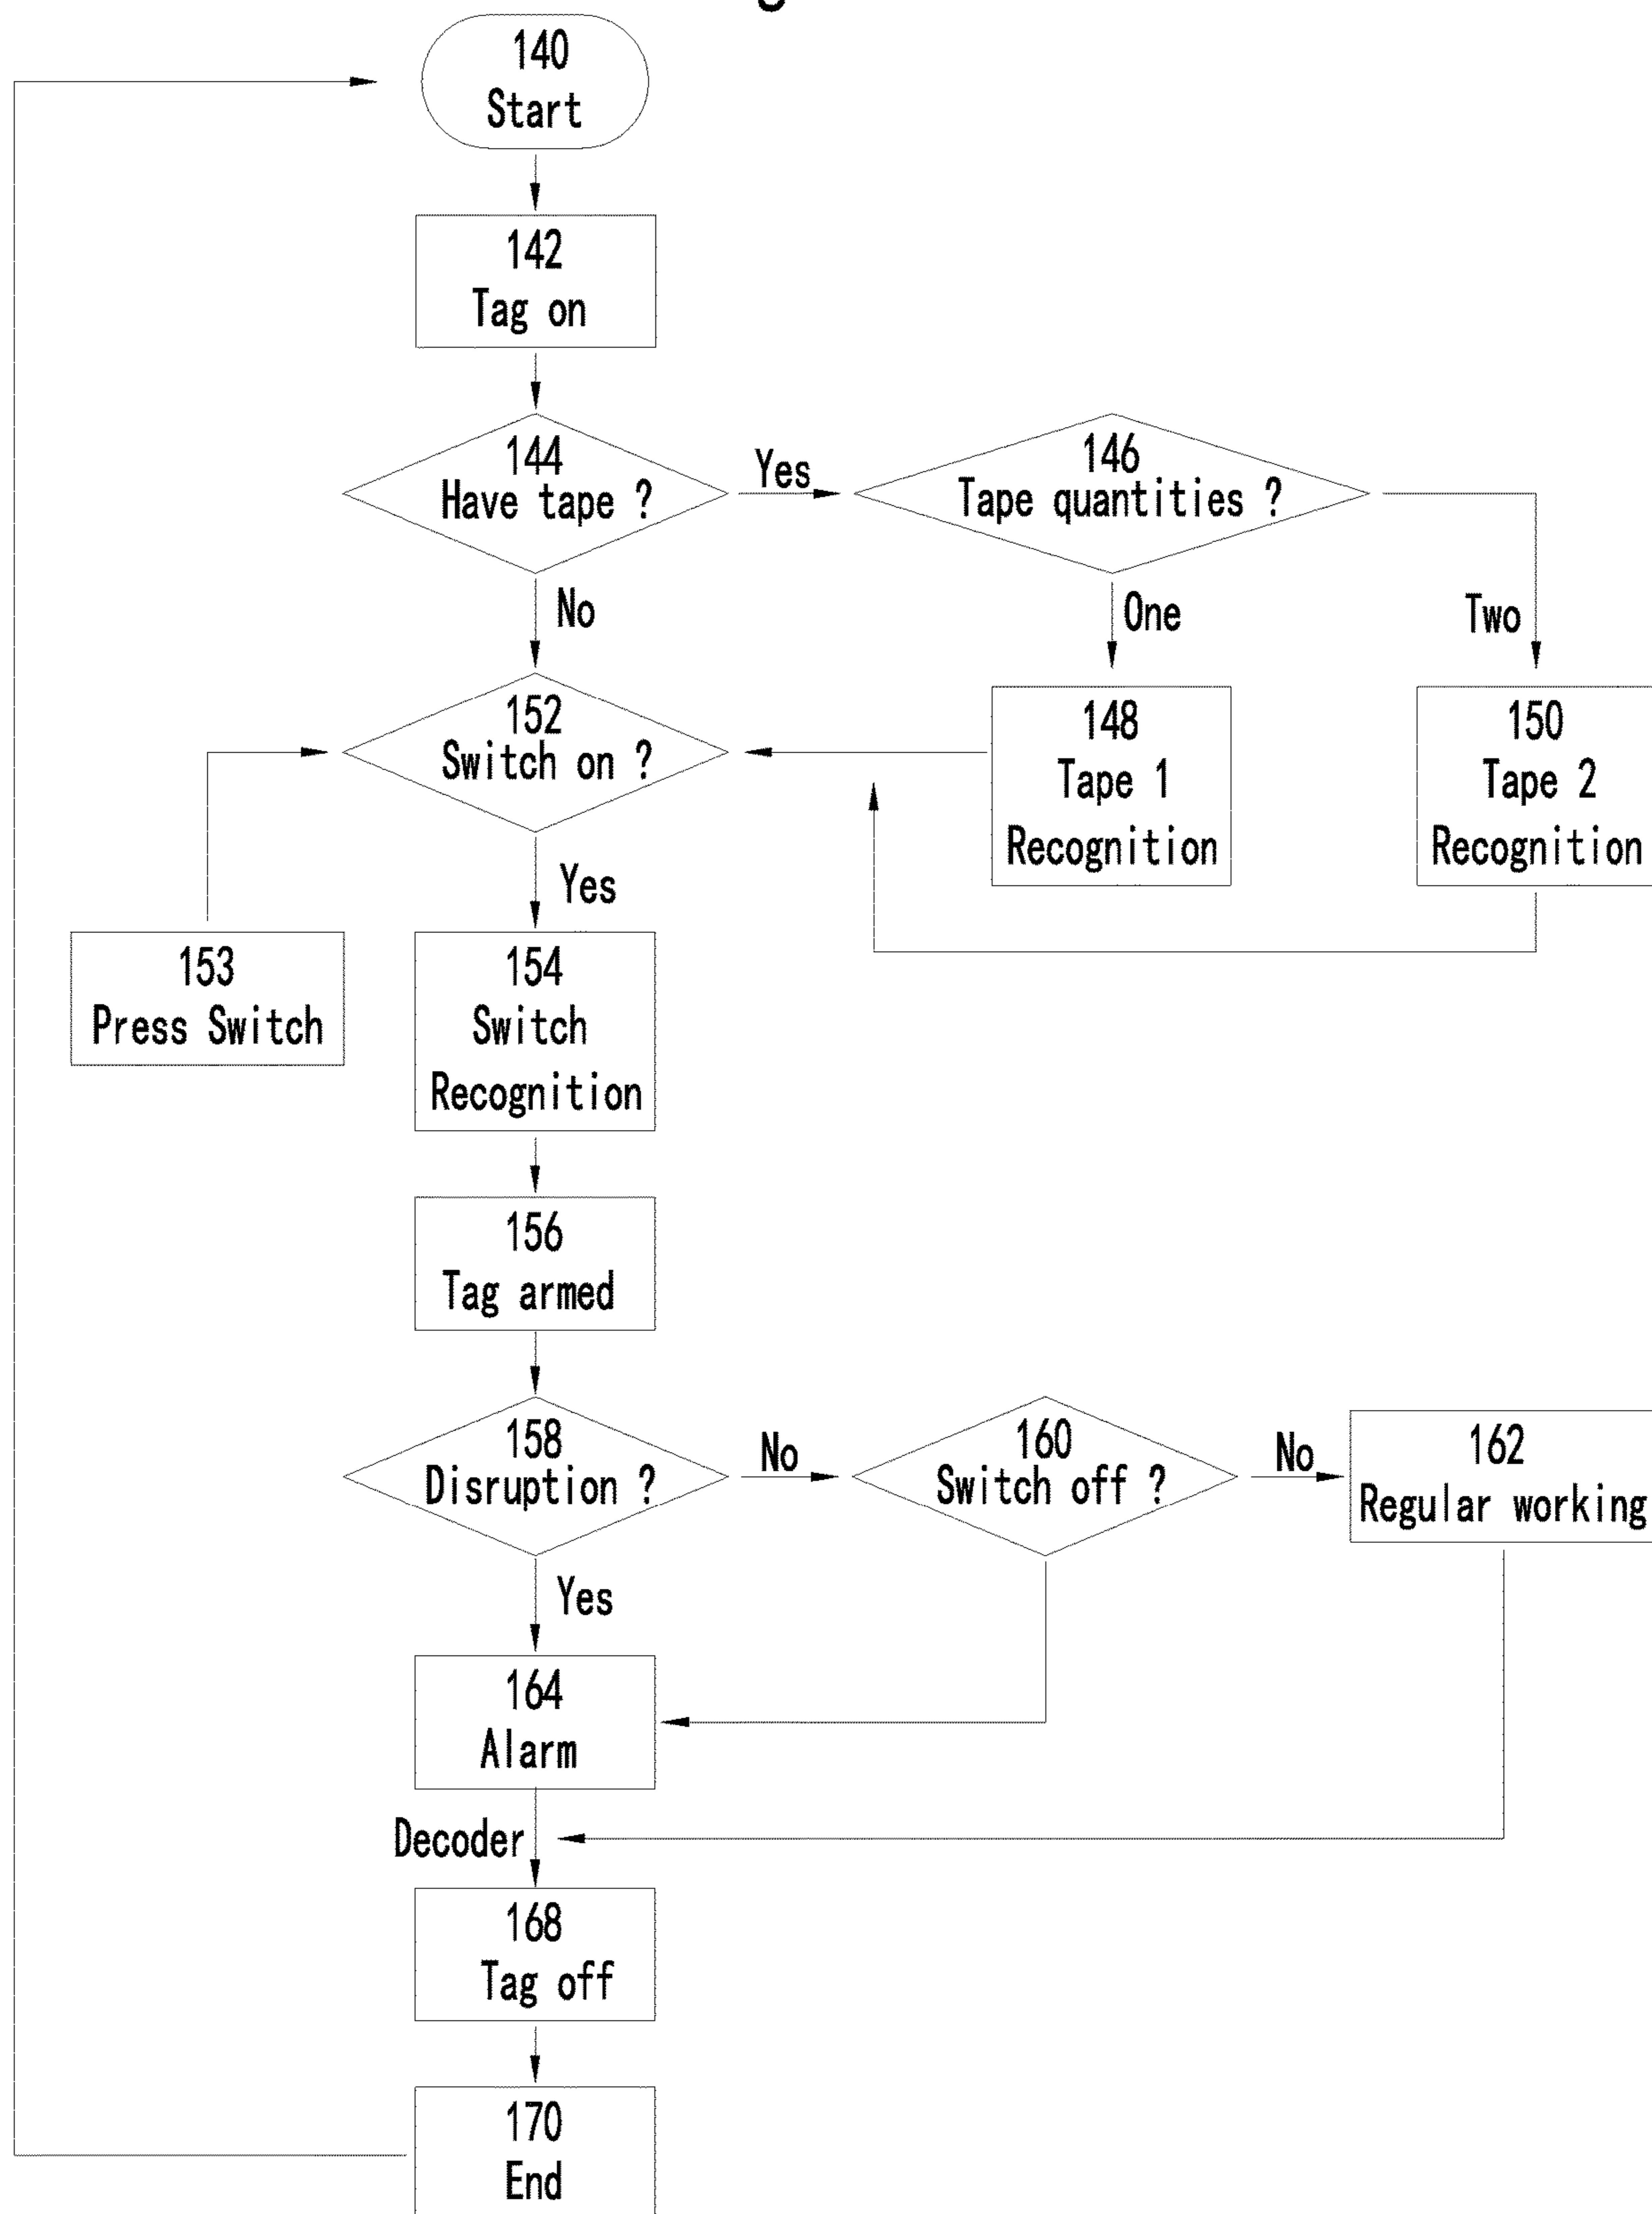 140
Start
142
Tag on
144
Have tape ?
Yes
146
Tape quantities ?
No
One
Two
152
Switch on ?
148
Tape 1
Recognition
150
Tape 2
Recognition
Yes
153
Press Switch
154
Switch
Recognition
156
Tag armed
158
Disruption ?
No
160
Switch off ?
No
162
Regular working
Yes
164
Alarm
Decoder
168
Tag off
170
End